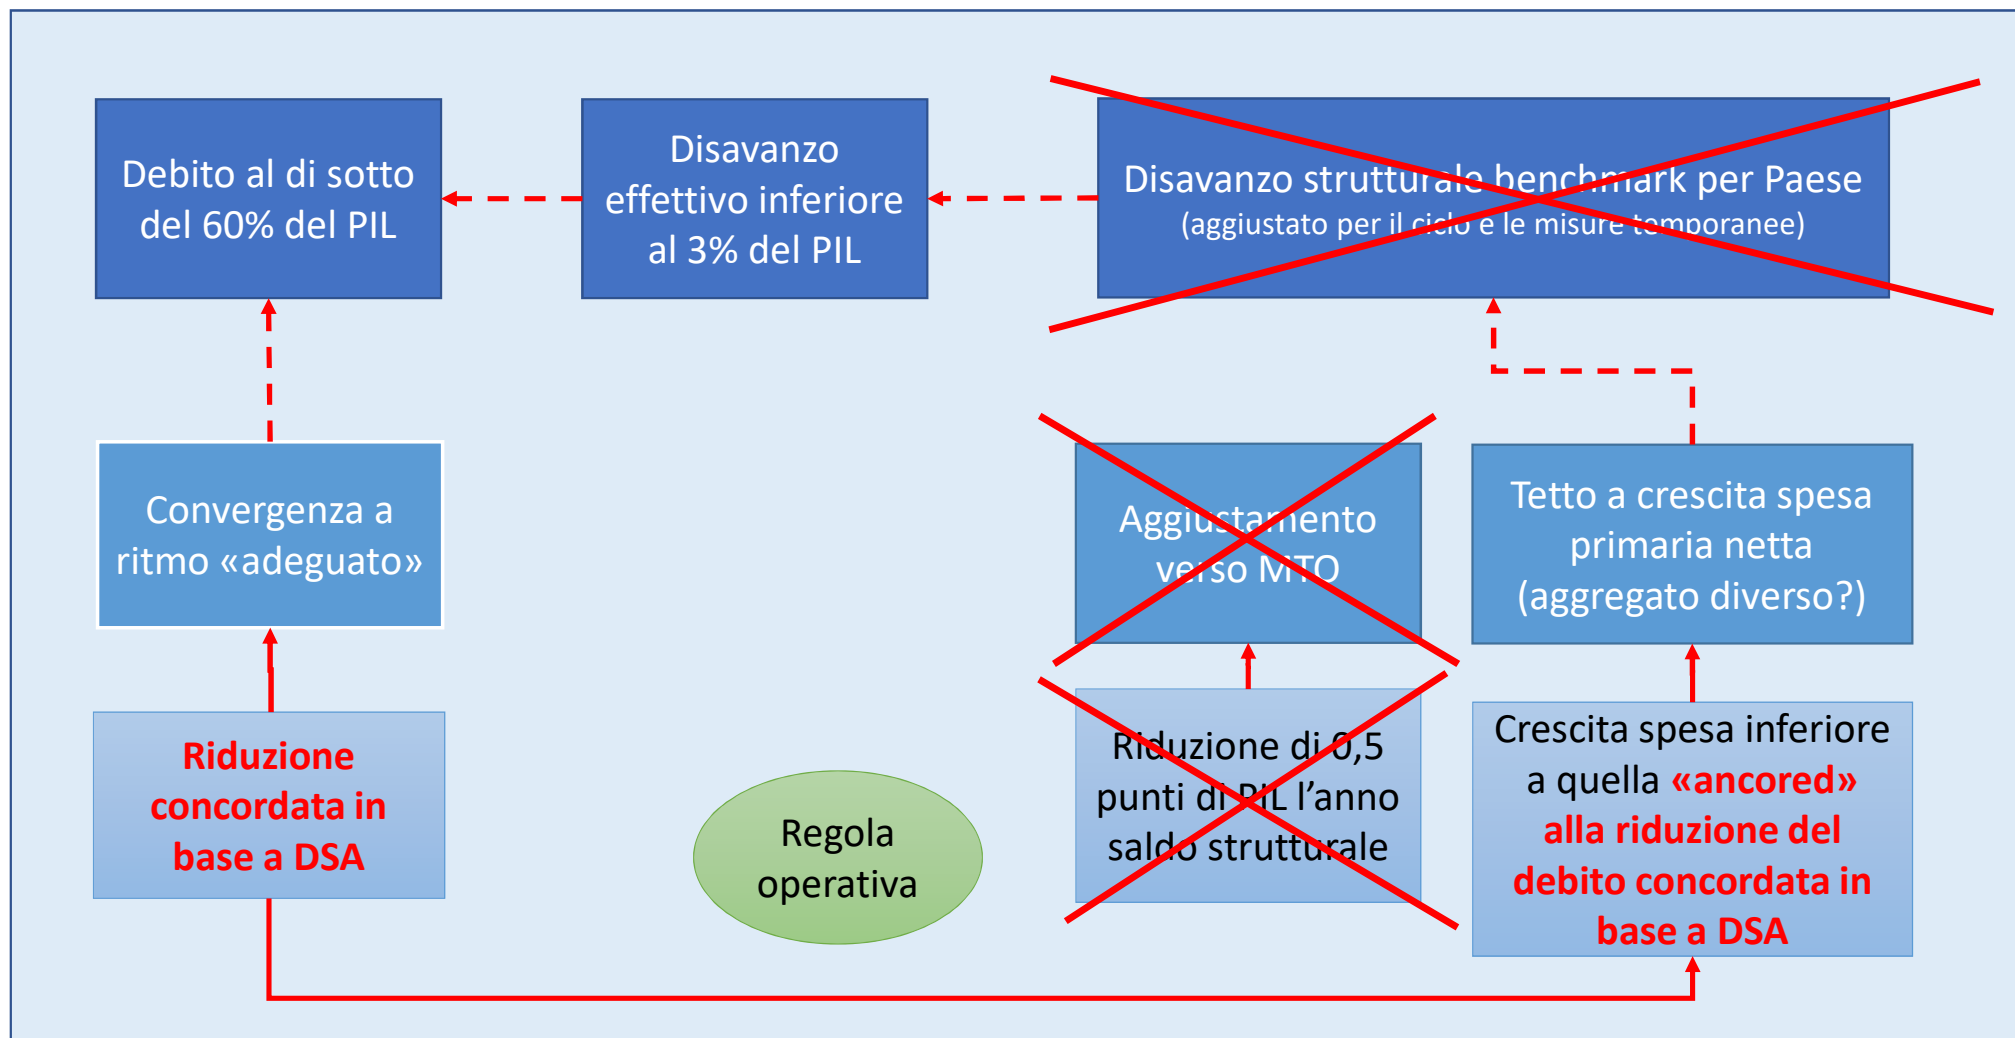 Debito al di sotto
del 60% del PIL
Disavanzo
effettivo inferiore
al 3% del PIL
Disavanzo strutturale benchmark per Paese
(aggiustato per il ciclo e le misure temporanee)
Convergenza a
ritmo «adeguato»
Aggiustamento
verso MTO
Tetto a crescita spesa
primaria netta
(aggregato diverso?)
Riduzione
concordata in
base a DSA
Regola
operativa
Riduzione di 0,5
punti di PIL l’anno
saldo strutturale
Crescita spesa inferiore
a quella «ancored»
alla riduzione del
debito concordata in
base a DSA